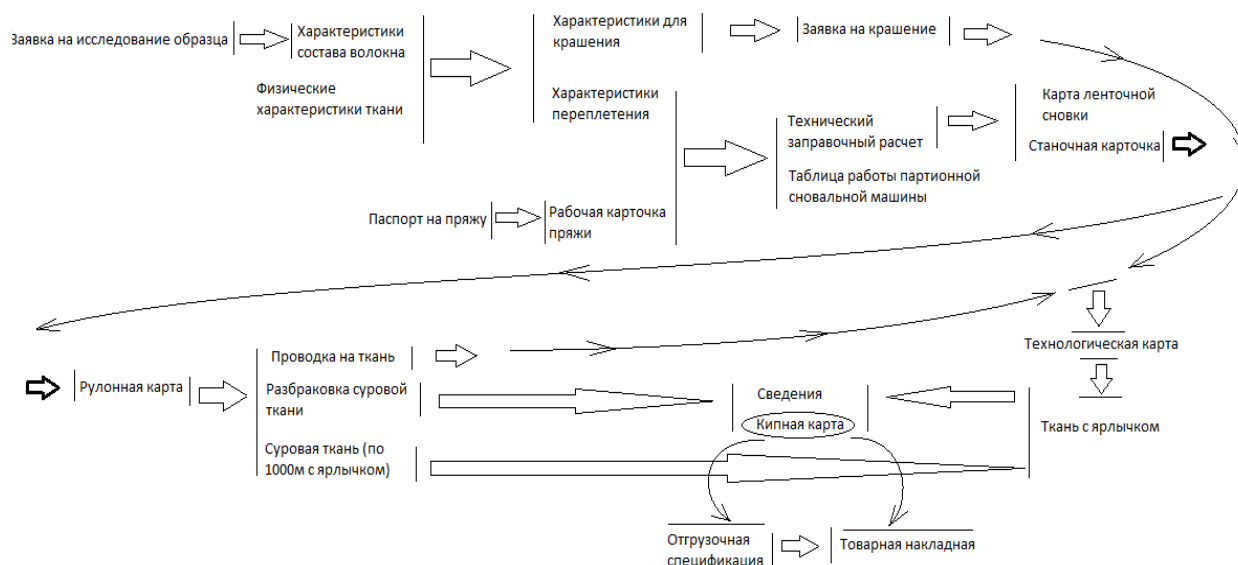 Заявка на исследование образца
Характеристики
состава волокна
Физические
характеристики ткани
Характеристики для
крашения
Характеристики
переплетения
Заявка на крашение
Паспорт на пряжу
Рабочая карточка
пряжи
Технический
заправочный расчет
Таблица работы партионной
сновальной машины
Карта ленточной
сновки
Станочная карточка
Рулонная карта
Проводка на ткань
Разбраковка суровой
ткани
Суровая ткань (по
1000м с ярлычком)
Сведения
Кипная карта
Технологическая карта
Ткань с ярлычком
Отгрузочная
спецификация
Товарная накладная